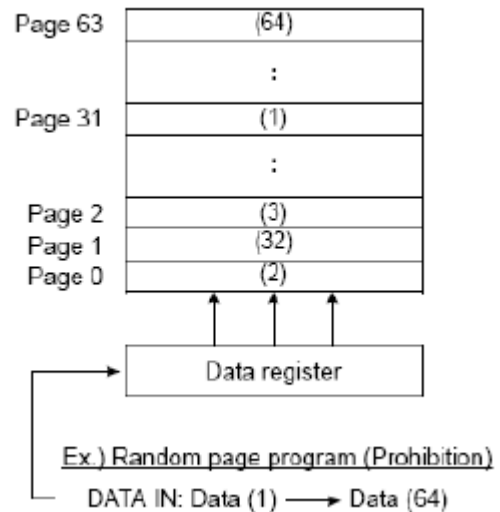 Page 63 (64)
:
Page 31 (1)
:
Page 2 (3)
Page 1 (32)
Page 0 (2)
Data register
Ex.) Random page program (Prohibition)
DATA IN: Data (1) → Data (64)